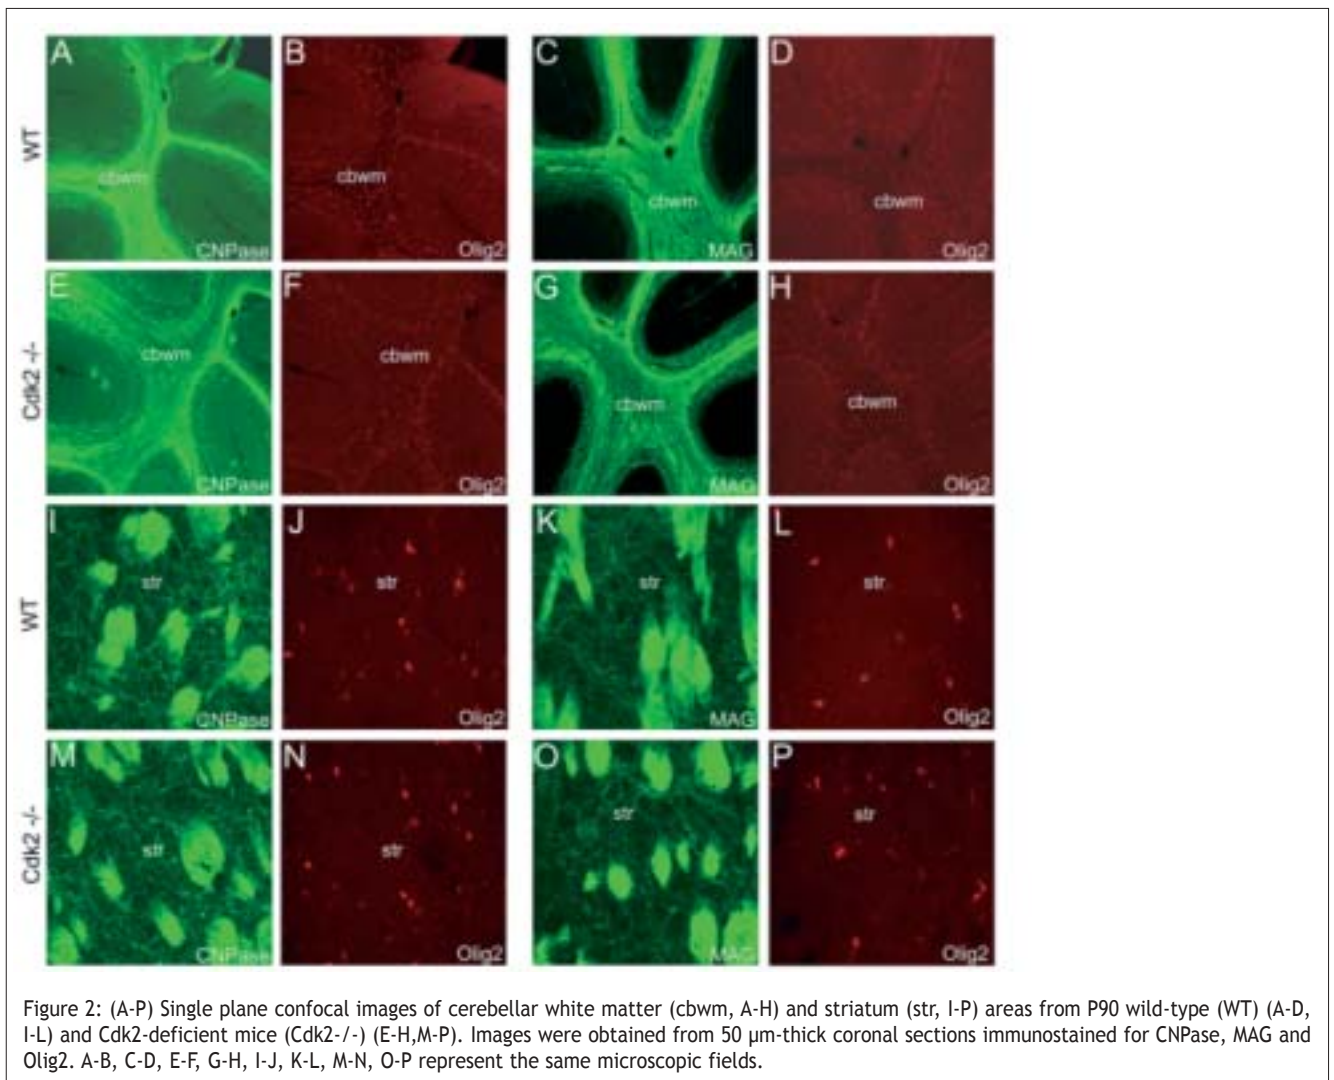 A
B
C
D
WT
cbwm
cbwm
cbwm
cbwm
CNPase
Olig2
MAG
Olig2
E
F
G
H
Cdk2 -/-
cbwm
cbwm
cbwm
cbwm
CNPase
Olig2
MAG
Olig2
I
J
K
L
WT
str
str
str
str
CNPase
Olig2
MAG
Olig2
M
N
O
P
Cdk2 -/-
str
str
str
str
CNPase
Olig2
MAG
Olig2
Figure 2: (A-P) Single plane confocal images of cerebellar white matter (cbwm, A-H) and striatum (str, I-P) areas from P90 wild-type (WT) (A-D,
I-L) and Cdk2-deficient mice (Cdk2-/-) (E-H,M-P). Images were obtained from 50 µm-thick coronal sections immunostained for CNPase, MAG and
Olig2. A-B, C-D, E-F, G-H, I-J, K-L, M-N, O-P represent the same microscopic fields.